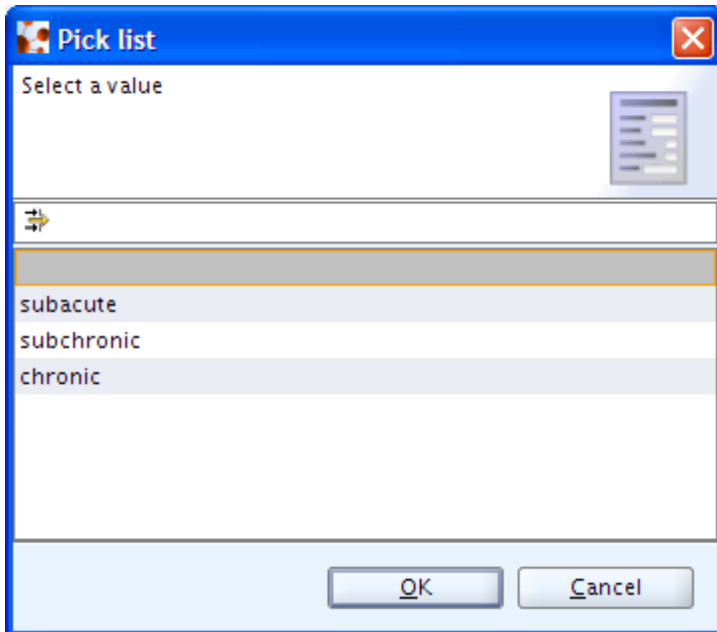 Pick list
Select a value
subacute
subchronic
chronic
OK
Cancel